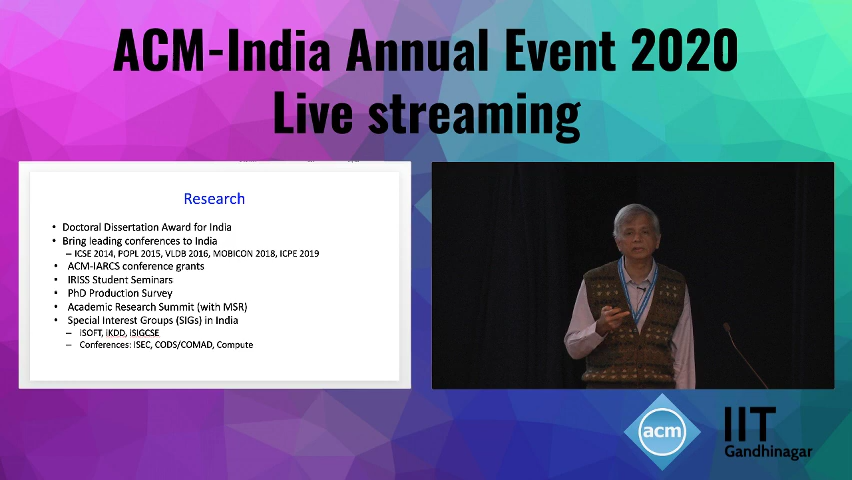 ACM-India Annual Event 2020
Live streaming
Research
• Doctoral Dissertation Award for India
• Bring leading conferences to India
– ICSE 2014, POPL 2015, VLDB 2016, MOBICON 2018, ICPE 2019
• ACM-IARCS conference grants
• IRISS Student Seminars
• PhD Production Survey
• Academic Research Summit (with MSR)
• Special Interest Groups (SIGs) in India
– iSOFT, iKDD, iSIGCSE
– Conferences: ISEC, CODS/COMAD, Compute
acm
IIT
Gandhinagar